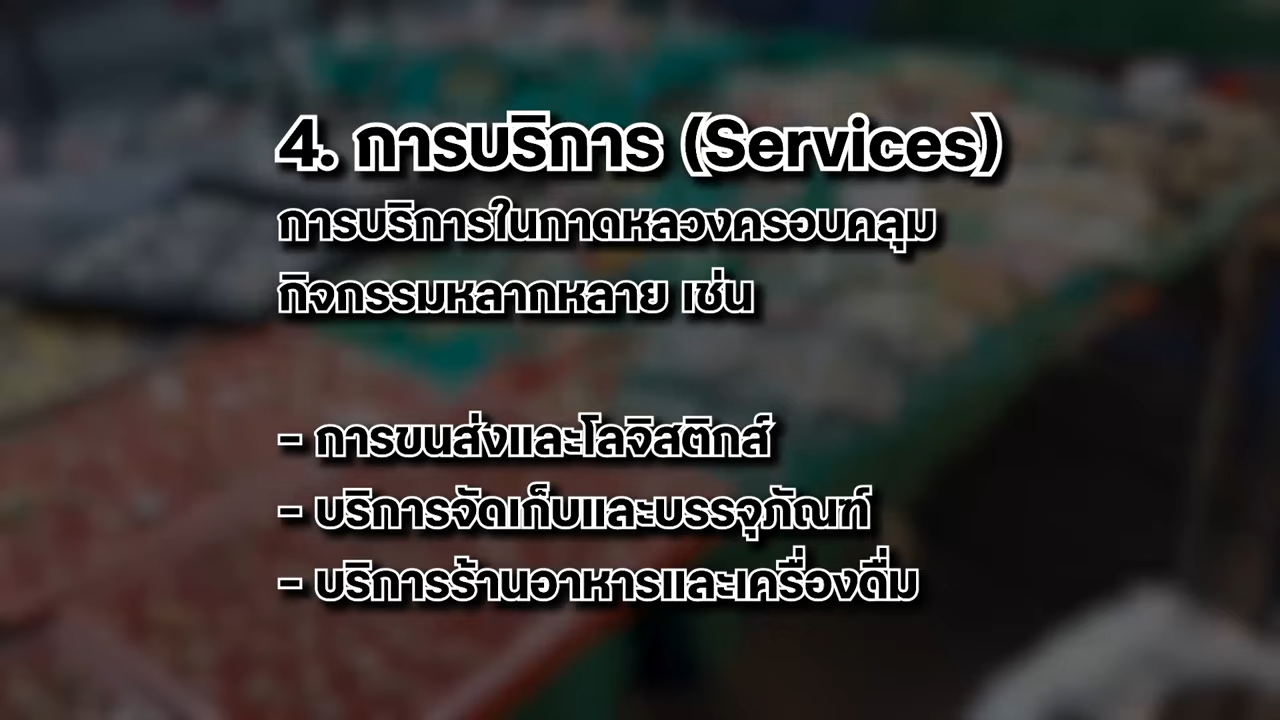 4. การบริการ (Services)
การบริการในกาดหลวงครอบคลุม
กิจกรรมหลากหลาย เช่น
- การขนส่งและโลจิสติกส์
- บริการจัดเก็บและบรรจุภัณฑ์
- บริการร้านอาหารและเครื่องดื่ม